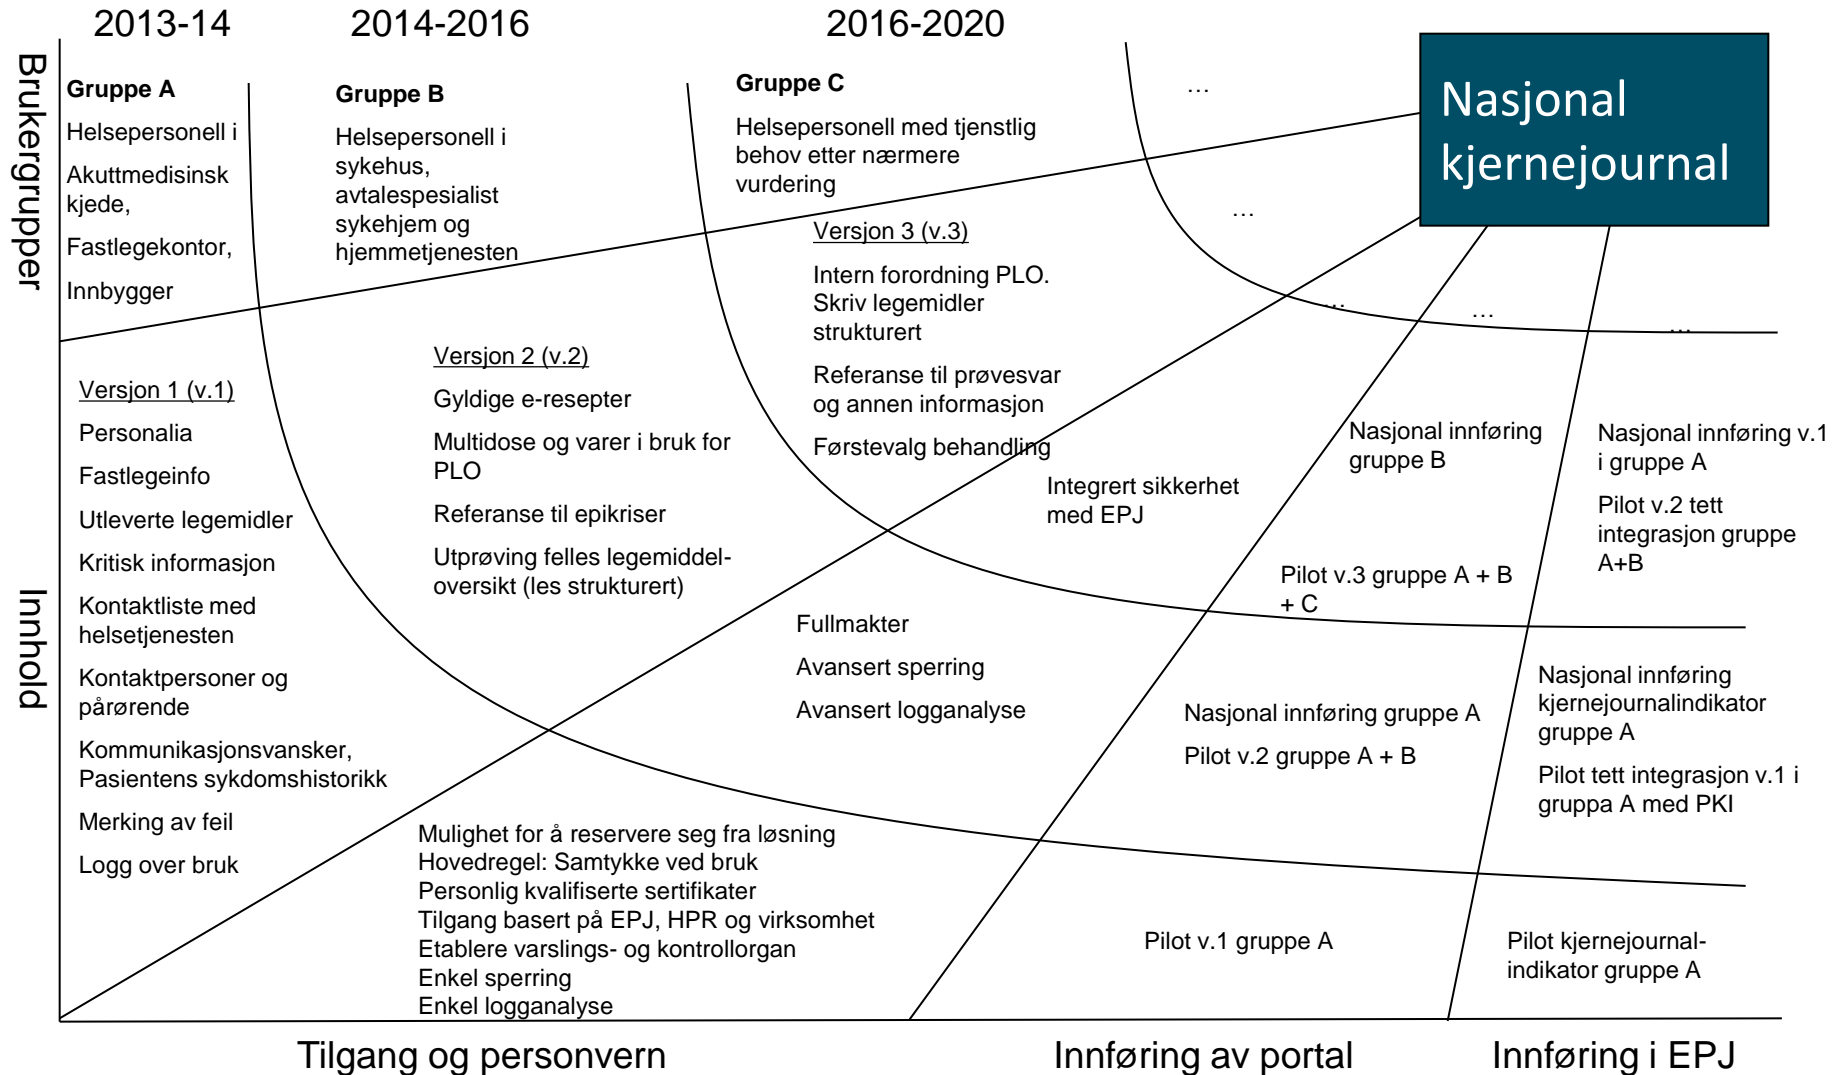 2013-14
2014-2016
2016-2020
Brukergrupper
Innhold
Gruppe A
Helsepersonell i
Akuttmedisinsk
kjede,
Fastlegekontor,
Innbygger
Gruppe B
Helsepersonell i
sykehus,
avtalespesialist
sykehjem og
hjemmetjenesten
Gruppe C
Helsepersonell med tjenstlig
behov etter nærmere
vurdering
…
…
…
…
…
Nasjonal
kjernejournal
Versjon 1 (v.1)
Personalia
Fastlegeinfo
Utleverte legemidler
Kritisk informasjon
Kontaktliste med
helsetjenesten
Kontaktpersoner og
pårørende
Kommunikasjonsvansker,
Pasientens sykdomshistorikk
Merking av feil
Logg over bruk
Versjon 2 (v.2)
Gyldige e-resepter
Multidose og varer i bruk for
PLO
Referanse til epikriser
Utprøving felles legemiddel-
oversikt (les strukturert)
Versjon 3 (v.3)
Intern forordning PLO.
Skriv legemidler
strukturert
Referanse til prøvesvar
og annen informasjon
Førstevalg behandling
Mulighet for å reservere seg fra løsning
Hovedregel: Samtykke ved bruk
Personlig kvalifiserte sertifikater
Tilgang basert på EPJ, HPR og virksomhet
Etablere varslings- og kontrollorgan
Enkel sperring
Enkel logganalyse
Fullmakter
Avansert sperring
Avansert logganalyse
Integrert sikkerhet
med EPJ
Pilot v.1 gruppe A
Nasjonal innføring gruppe A
Pilot v.2 gruppe A + B
Pilot v.3 gruppe A + B
+ C
Nasjonal innføring
gruppe B
Pilot kjernejournal-
indikator gruppe A
Nasjonal innføring
kjernejournalindikator
gruppe A
Pilot tett integrasjon v.1 i
gruppa A med PKI
Nasjonal innføring v.1
i gruppe A
Pilot v.2 tett
integrasjon gruppe
A+B
Tilgang og personvern
Innføring av portal
Innføring i EPJ